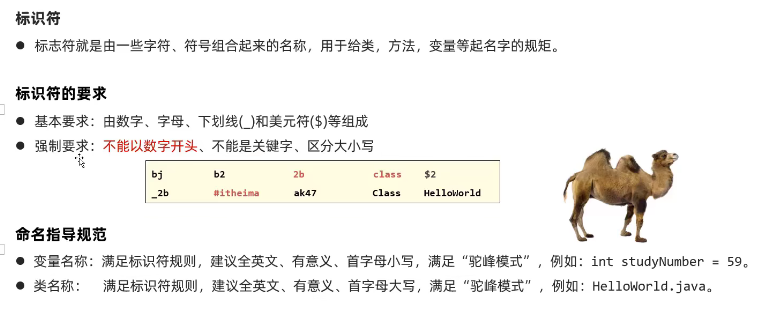 标识符
● 标志符就是由一些字符、符号组合起来的名称，用于给类，方法，变量等起名字的规矩。
标识符的要求
● 基本要求：由数字、字母、下划线(_)和美元符($)等组成
● 强制要求：不能以数字开头、不能是关键字、区分大小写
bj b2 2b class $2
_2b #itheima ak47 Class HelloWorld
命名指导规范
● 变量名称：满足标识符规则，建议全英文、有意义、首字母小写，满足“驼峰模式”，例如：int studyNumber = 59。
● 类名称： 满足标识符规则，建议全英文、有意义、首字母大写，满足“驼峰模式”，例如：HelloWorld.java。